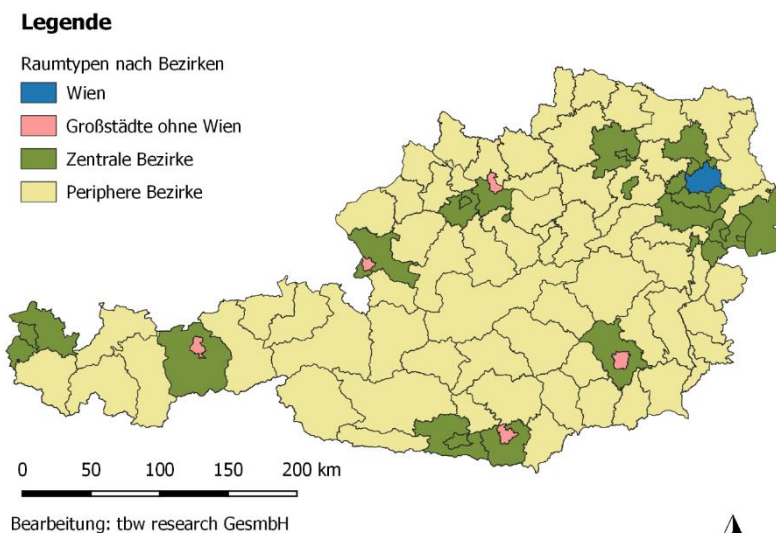 Legende
Raumtypen nach Bezirken
Wien
Großstädte ohne Wien
Zentrale Bezirke
Periphere Bezirke
0 50 100 150 200 km
Bearbeitung: tbw research GesmbH